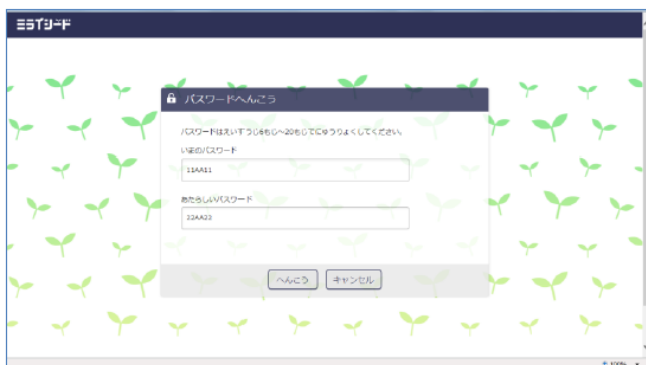 ミライシード
パスワードへんこう
パスワードはえいすうじ6もじ~20もじでにゅうりょくしてください。
いまのパスワード
11AA11
あたらしいパスワード
22AA22
へんこう キャンセル
100%